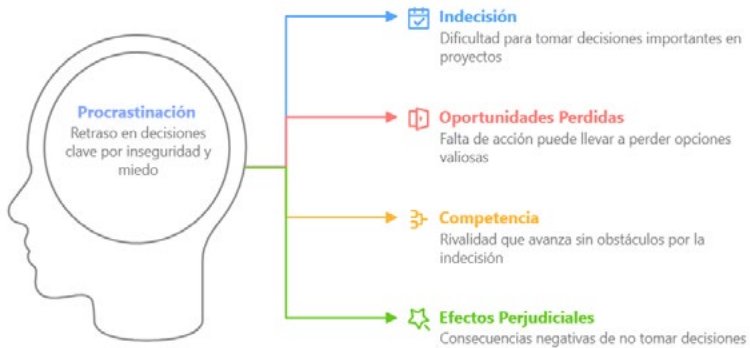 Procrastinación
Retraso en decisiones
clave por inseguridad y
miedo
Indecisión
Dificultad para tomar decisiones importantes en
proyectos
Oportunidades Perdidas
Falta de acción puede llevar a perder opciones
valiosas
Competencia
Rivalidad que avanza sin obstáculos por la
indecisión
Efectos Perjudiciales
Consecuencias negativas de no tomar decisiones